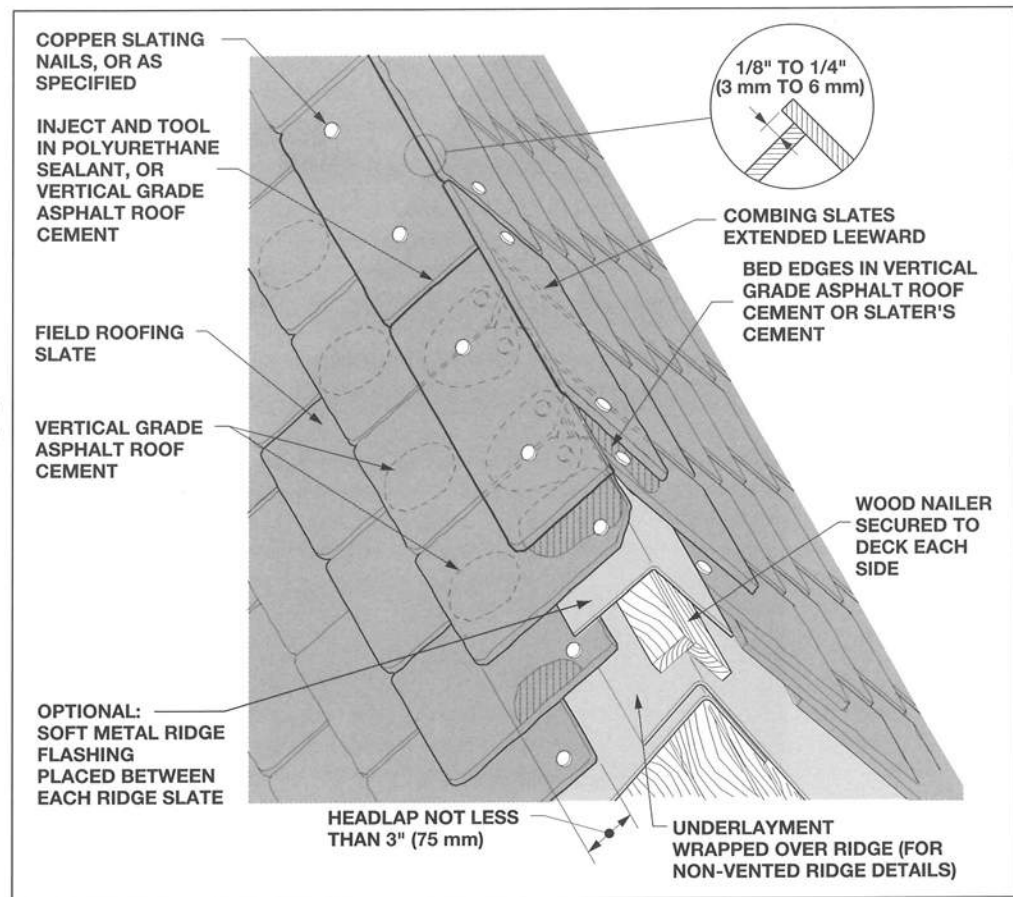 COPPER SLATING
NAILS, OR AS
SPECIFIED
INJECT AND TOOL
IN POLYURETHANE
SEALANT, OR
VERTICAL GRADE
ASPHALT ROOF
CEMENT
FIELD ROOFING
SLATE
VERTICAL GRADE
ASPHALT ROOF
CEMENT
OPTIONAL:
SOFT METAL RIDGE
FLASHING
PLACED BETWEEN
EACH RIDGE SLATE
HEADLAP NOT LESS
THAN 3" (75 mm)
1/8" TO 1/4"
(3 mm TO 6 mm)
COMBING SLATES
EXTENDED LEEWARD
BED EDGES IN VERTICAL
GRADE ASPHALT ROOF
CEMENT OR SLATER'S
CEMENT
WOOD NAILER
SECURED TO
DECK EACH
SIDE
UNDERLAYMENT
WRAPPED OVER RIDGE (FOR
NON-VENTED RIDGE DETAILS)